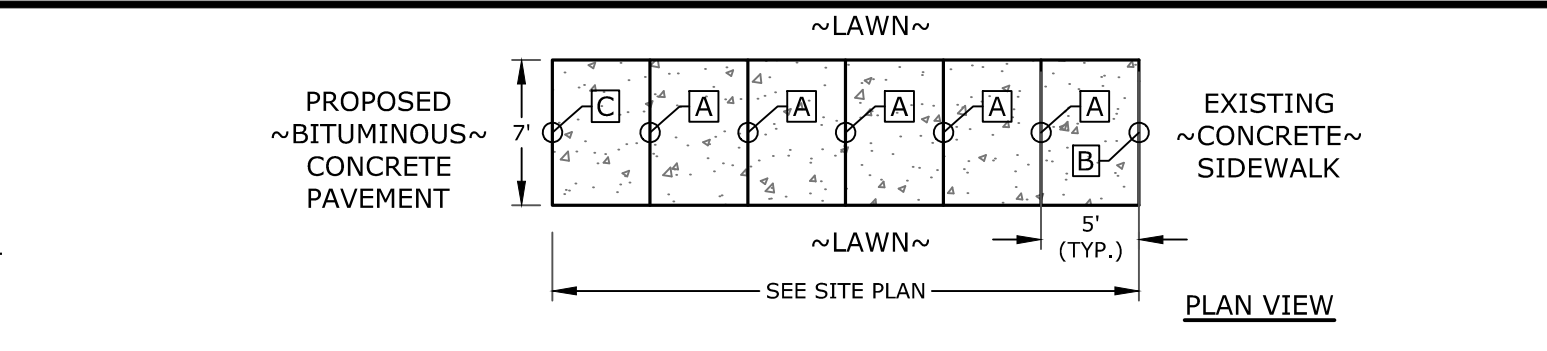 ~LAWN~
PROPOSED
~BITUMINOUS~
CONCRETE
PAVEMENT
7'
C
A
A
A
A
A
B
EXISTING
~CONCRETE~
SIDEWALK
~LAWN~
5'
(TYP.)
SEE SITE PLAN
PLAN VIEW